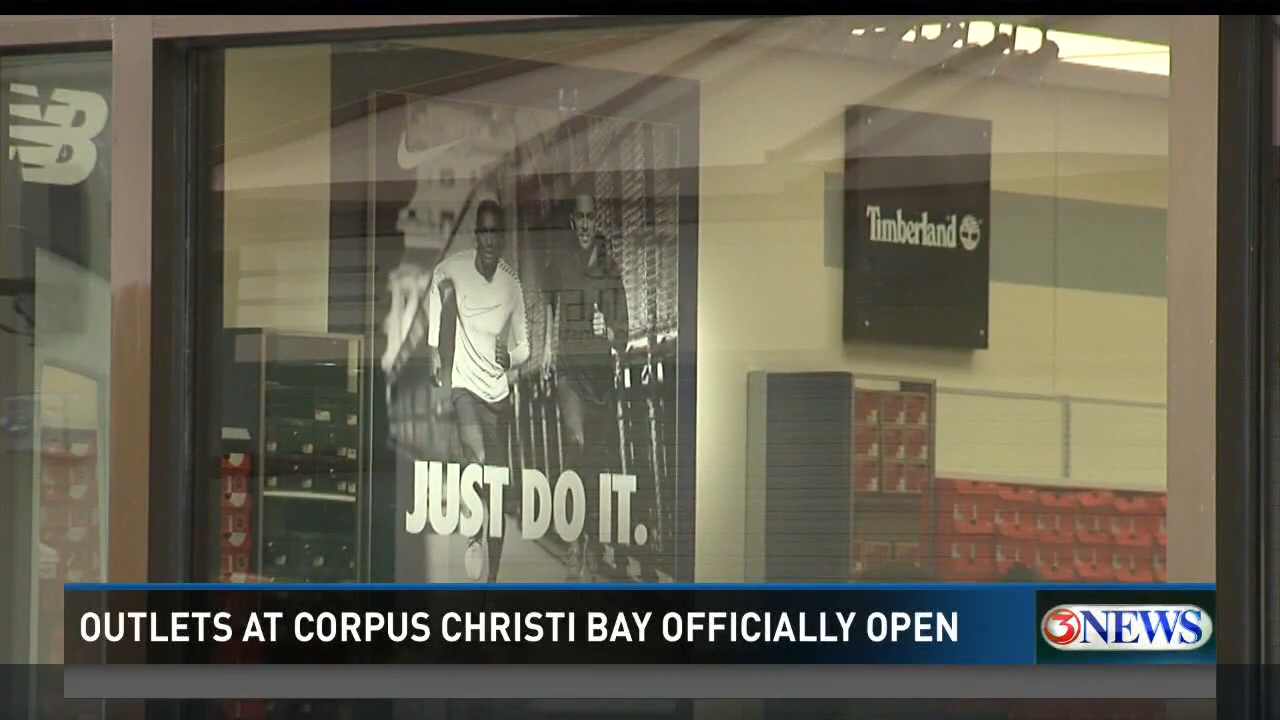 NB
Timberland
JUST DO IT.
OUTLETS AT CORPUS CHRISTI BAY OFFICIALLY OPEN
3NEWS